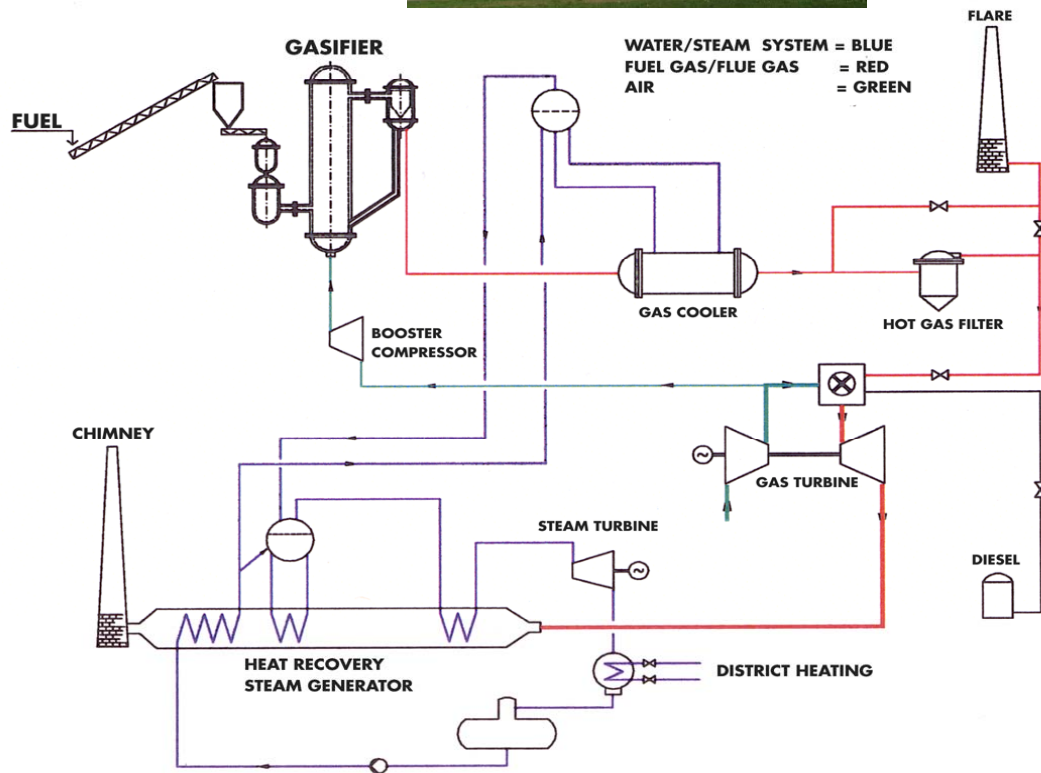 FLARE
GASIFIER
WATER/STEAM SYSTEM = BLUE
FUEL GAS/FLUE GAS = RED
AIR = GREEN
FUEL
GAS COOLER
HOT GAS FILTER
BOOSTER
COMPRESSOR
CHIMNEY
GAS TURBINE
STEAM TURBINE
DIESEL
HEAT RECOVERY
STEAM GENERATOR
DISTRICT HEATING